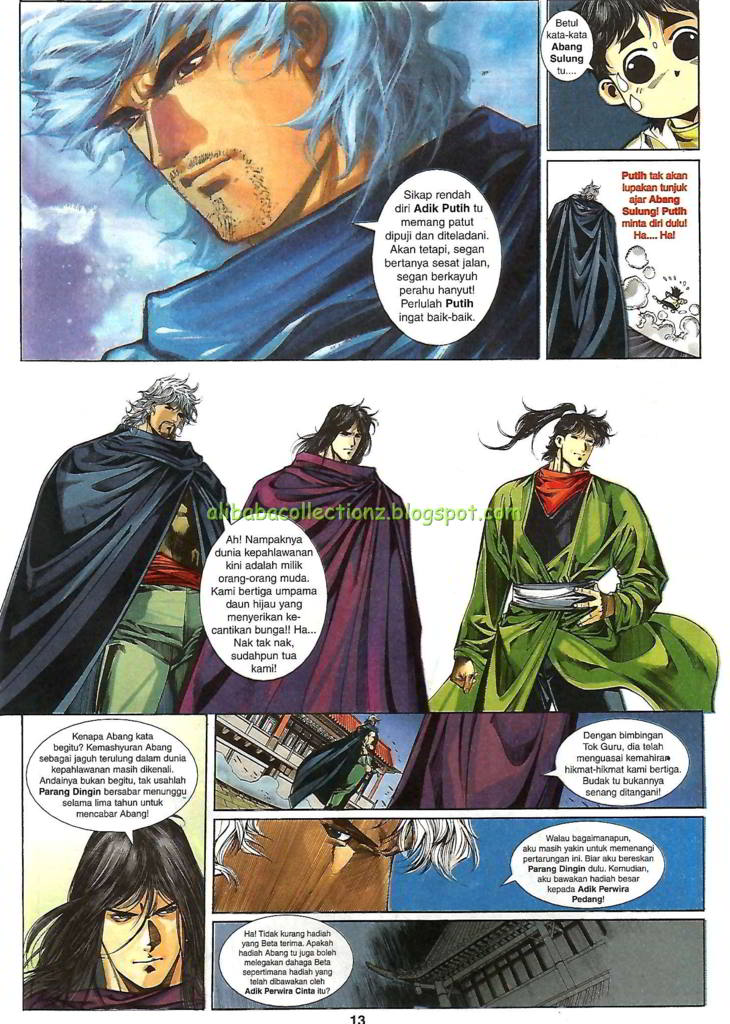 Sikap rendah
diri Adik Putih tu
memang patut
dipuji dan diteladani.
Akan tetapi, segan
bertanya sesat jalan,
segan berkayuh
perahu hanyut!
Perlulah Putih
ingat baik-baik.
Betul
kata-kata
Abang
Sulung
tu....
Putih tak akan
lupakan tunjuk
ajar Abang
Sulung! Putih
minta diri dulu!
Ha.... Ha!
alibabacollectionz.blogspot.com
Ah! Nampaknya
dunia kepahlawanan
kini adalah milik
orang-orang muda.
Kami bertiga umpama
daun hijau yang
menyerikan ke-
cantikan bunga!! Ha...
Nak tak nak,
sudahpun tua
kami!
Kenapa Abang kata
begitu? Kemashyuran Abang
sebagai jaguh terulung dalam dunia
kepahlawanan masih dikenali.
Andainya bukan begitu, tak usahlah
Parang Dingin bersabar menunggu
selama lima tahun untuk
mencabar Abang!
Dengan bimbingan
Tok Guru, dia telah
menguasai kemahiran
hikmat-hikmat kami bertiga.
Budak tu bukannya
senang ditangani!
Walau bagaimanapun,
aku masih yakin untuk memenangi
pertarungan ini. Biar aku bereskan
Parang Dingin dulu. Kemudian,
aku bawakan hadiah besar
kepada Adik Perwira
Pedang!
Ha! Tidak kurang hadiah
yang Beta terima. Apakah
hadiah Abang tu juga boleh
melegakan dahaga Beta
sepertimana hadiah yang
telah dibawakan oleh
Adik Perwira Cinta itu?
13